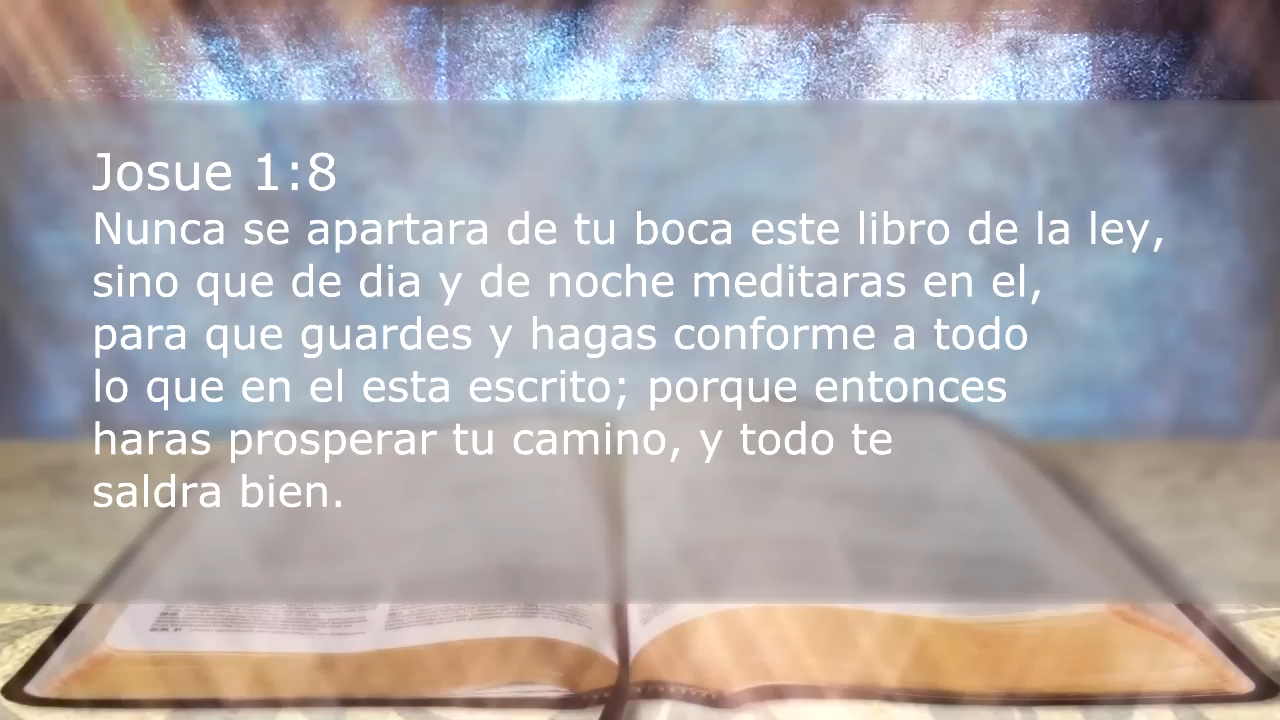 Josue 1:8
Nunca se apartara de tu boca este libro de la ley,
sino que de dia y de noche meditaras en el,
para que guardes y hagas conforme a todo
lo que en el esta escrito; porque entonces
haras prosperar tu camino, y todo te
saldra bien.